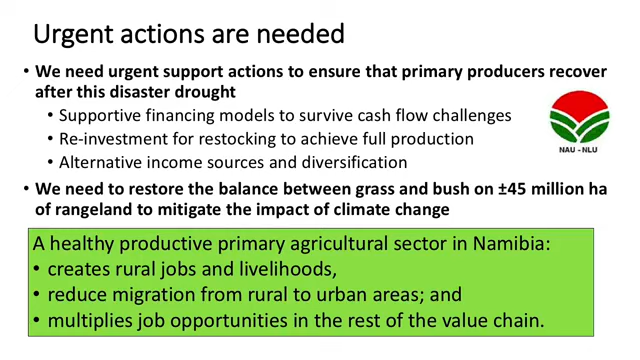 Urgent actions are needed
• We need urgent support actions to ensure that primary producers recover
after this disaster drought
• Supportive financing models to survive cash flow challenges
• Re-investment for restocking to achieve full production
• Alternative income sources and diversification
NAU – NLU
• We need to restore the balance between grass and bush on ±45 million ha
of rangeland to mitigate the impact of climate change
A healthy productive primary agricultural sector in Namibia:
• creates rural jobs and livelihoods,
• reduce migration from rural to urban areas; and
• multiplies job opportunities in the rest of the value chain.